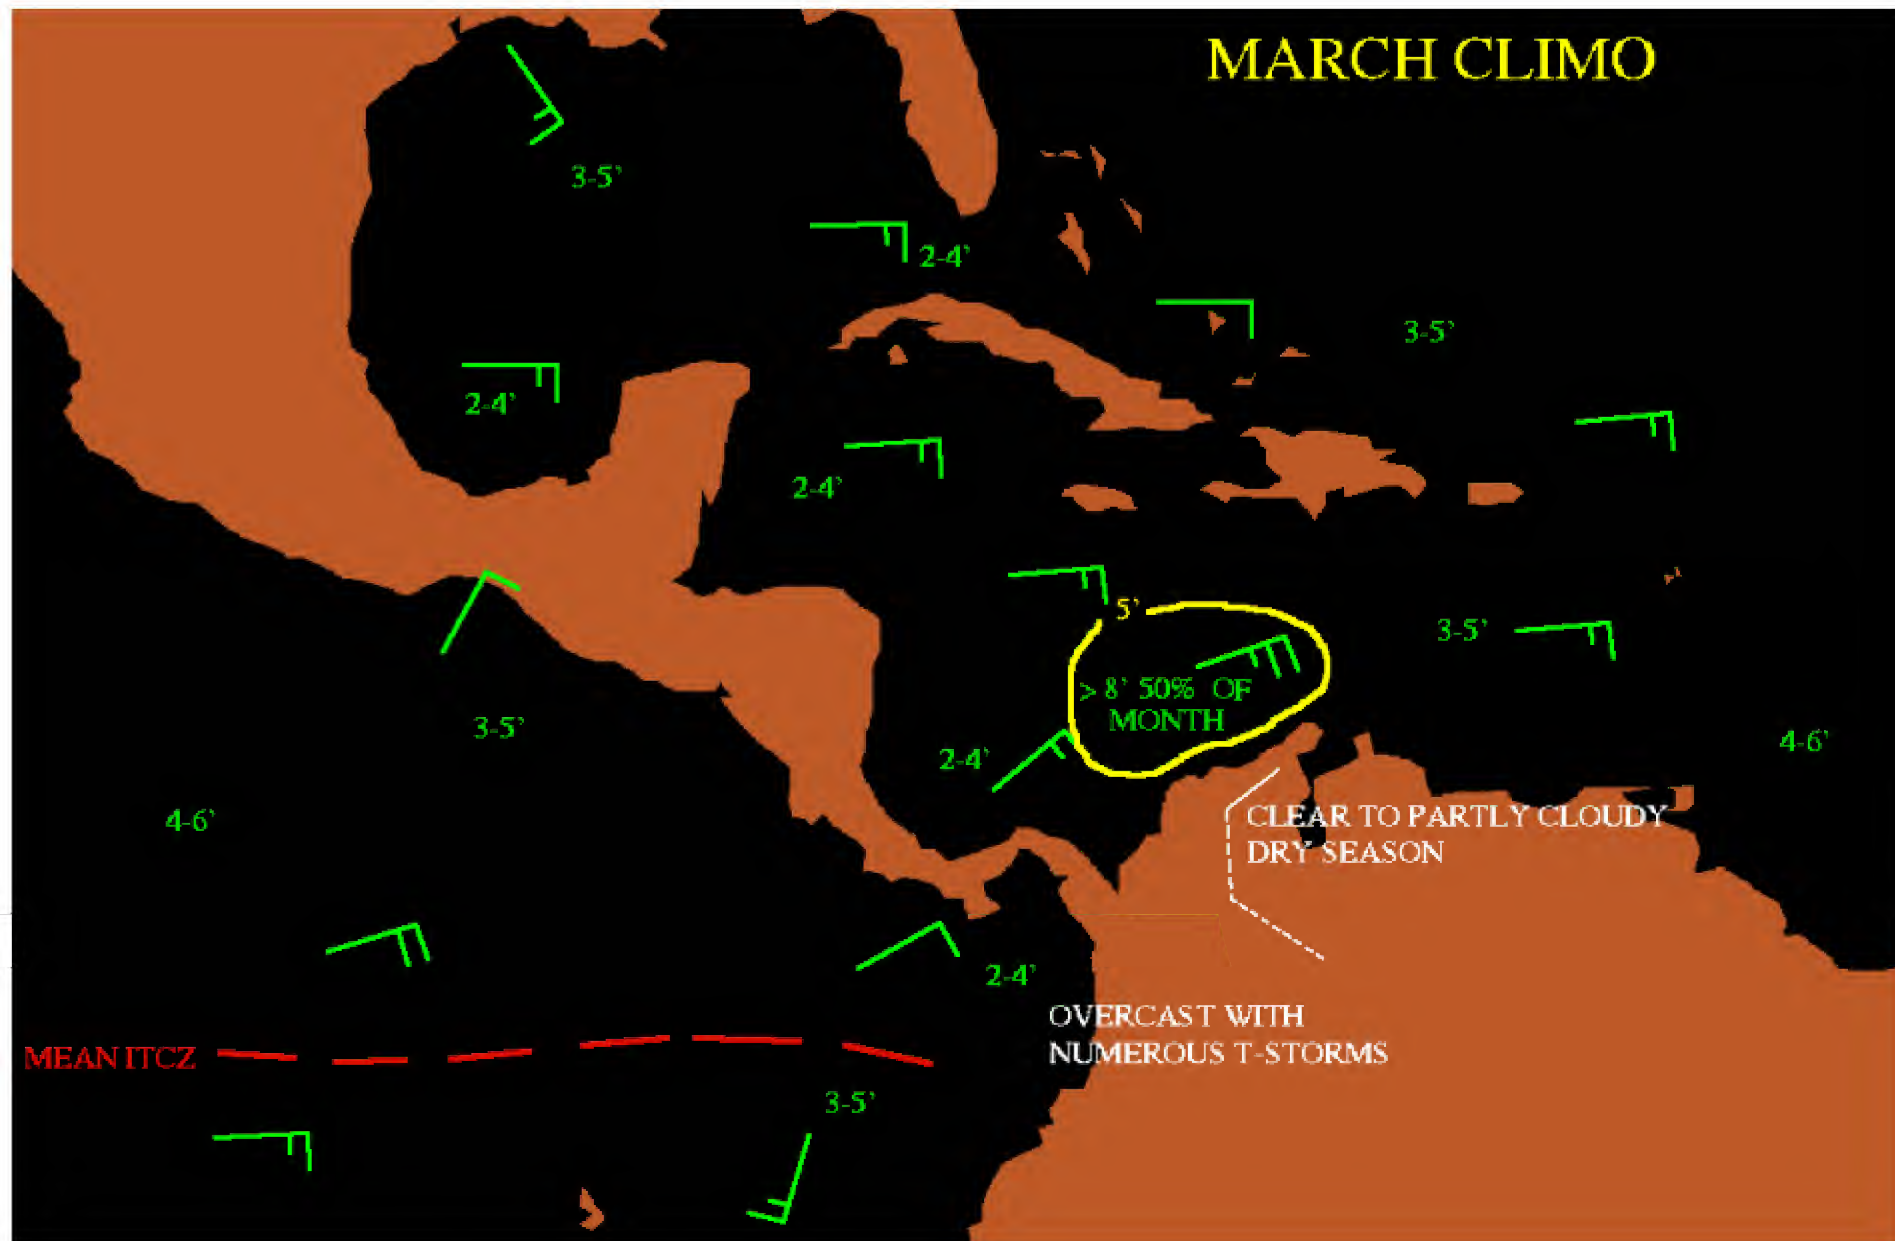 MARCH CLIMO
3-5'
2-4'
3-5'
2-4'
2-4'
5'
3-5'
> 8' 50% OF
MONTH
3-5'
2-4'
4-6'
4-6'
CLEAR TO PARTLY CLOUDY
DRY SEASON
2-4'
OVERCAST WITH
NUMEROUS T-STORMS
MEAN ITCZ
3-5'